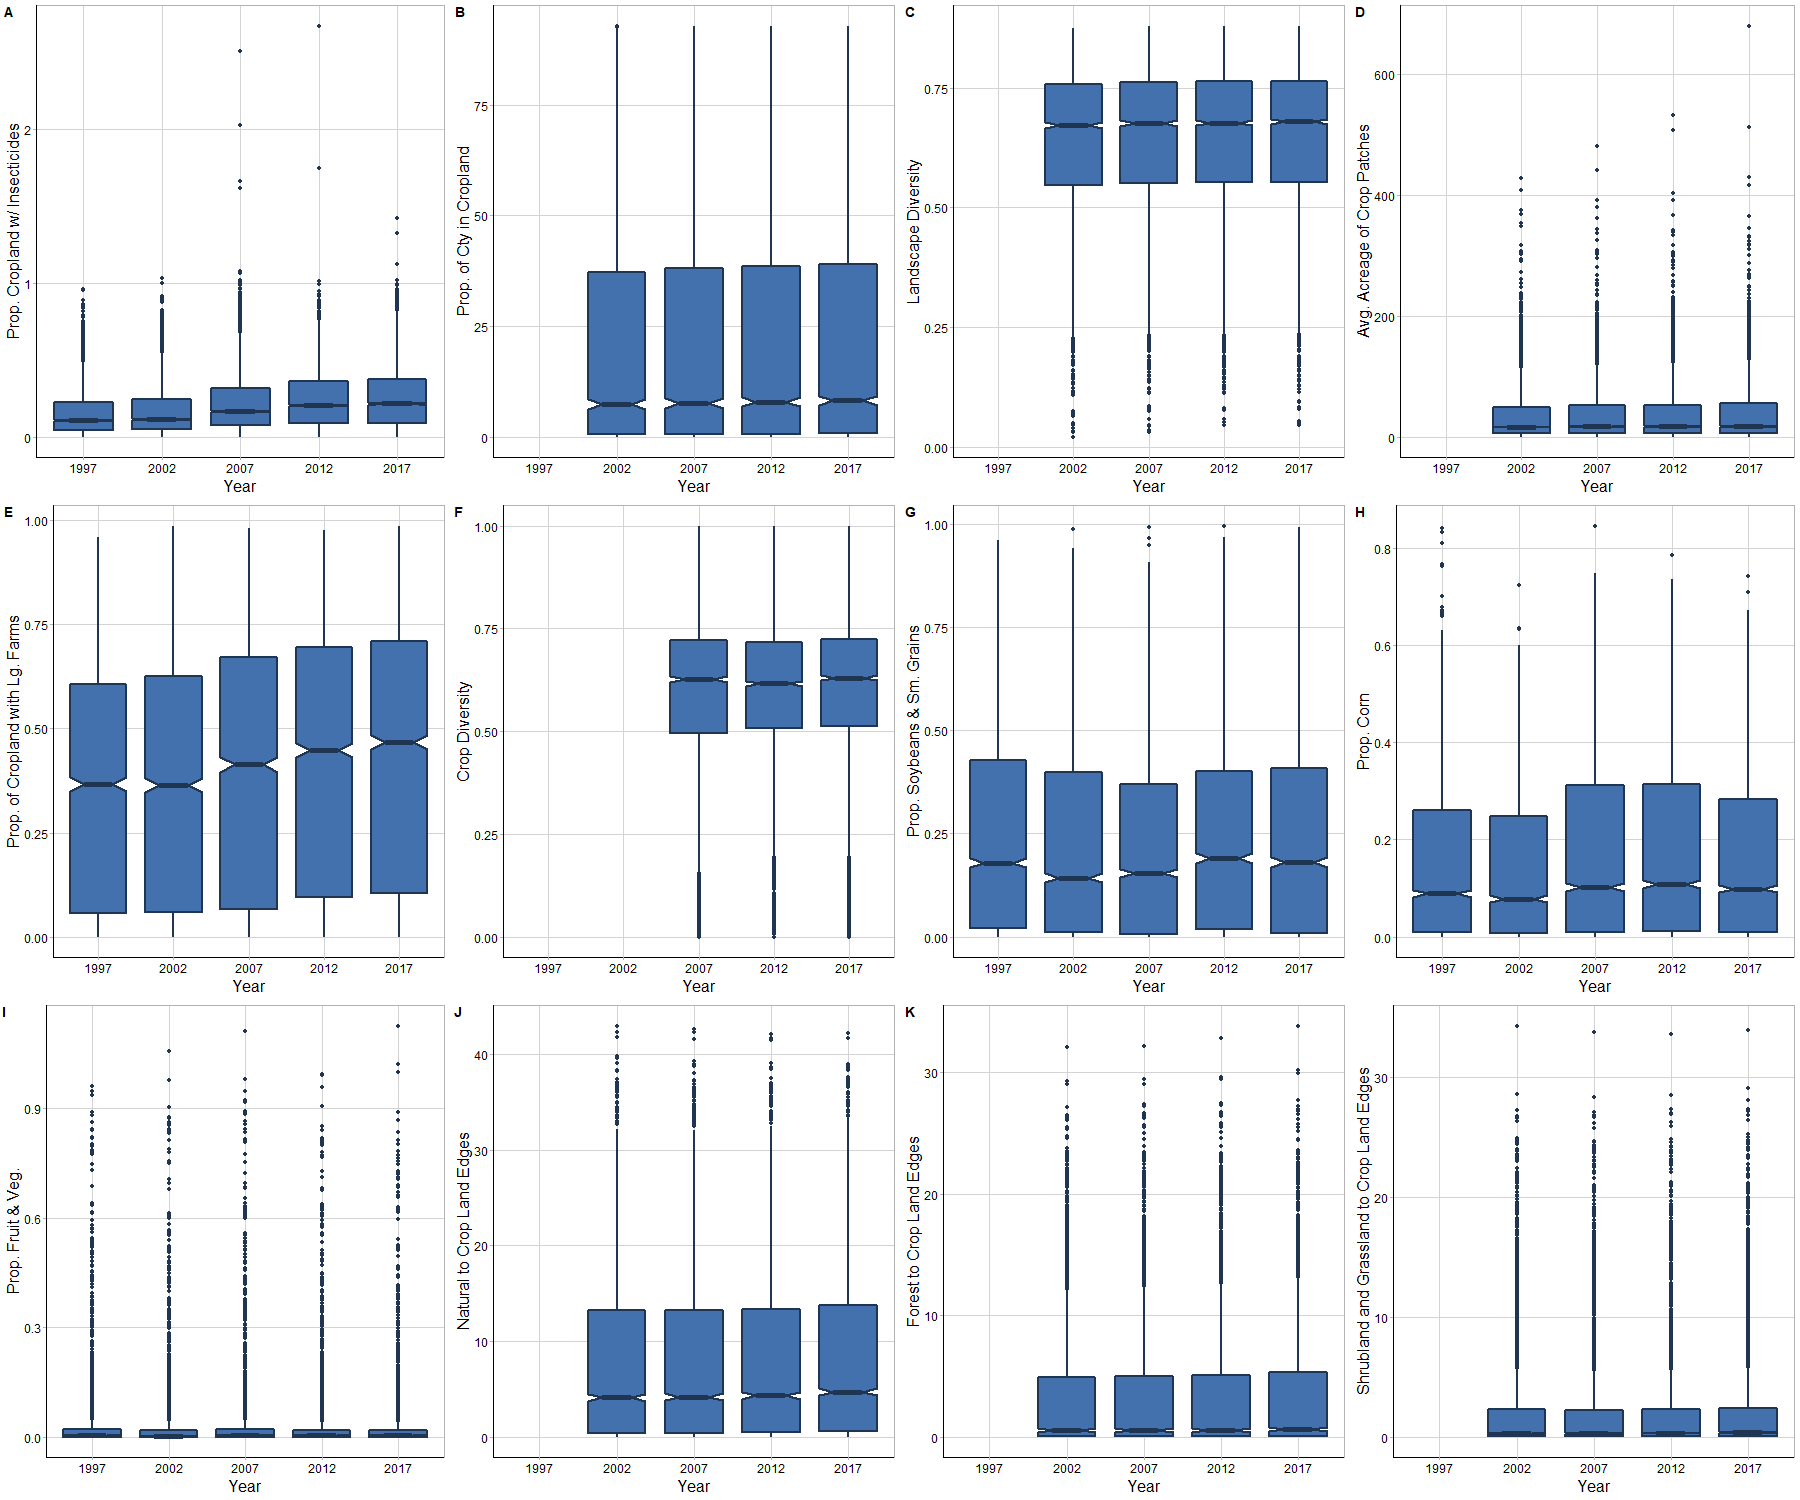 A
Prop. Cropland w/ Insecticides
2
1
0
1997 2002 2007 2012 2017
Year
B
Prop. of Cty in Cropland
75
50
25
0
1997 2002 2007 2012 2017
Year
C
Landscape Diversity
0.75
0.50
0.25
0.00
1997 2002 2007 2012 2017
Year
D
Avg. Acreage of Crop Patches
600
400
200
0
1997 2002 2007 2012 2017
Year
E
Prop. of Cropland with Lg. Farms
1.00
0.75
0.50
0.25
0.00
1997 2002 2007 2012 2017
Year
F
Crop Diversity
1.00
0.75
0.50
0.25
0.00
1997 2002 2007 2012 2017
Year
G
Prop. Soybeans & Sm. Grains
1.00
0.75
0.50
0.25
0.00
1997 2002 2007 2012 2017
Year
H
Prop. Corn
0.8
0.6
0.4
0.2
0.0
1997 2002 2007 2012 2017
Year
I
Prop. Fruit & Veg.
0.9
0.6
0.3
0.0
1997 2002 2007 2012 2017
Year
J
Natural to Crop Land Edges
40
30
20
10
0
1997 2002 2007 2012 2017
Year
K
Forest to Crop Land Edges
30
20
10
0
1997 2002 2007 2012 2017
Year
Shrubland and Grassland to Crop Land Edges
30
20
10
0
1997 2002 2007 2012 2017
Year